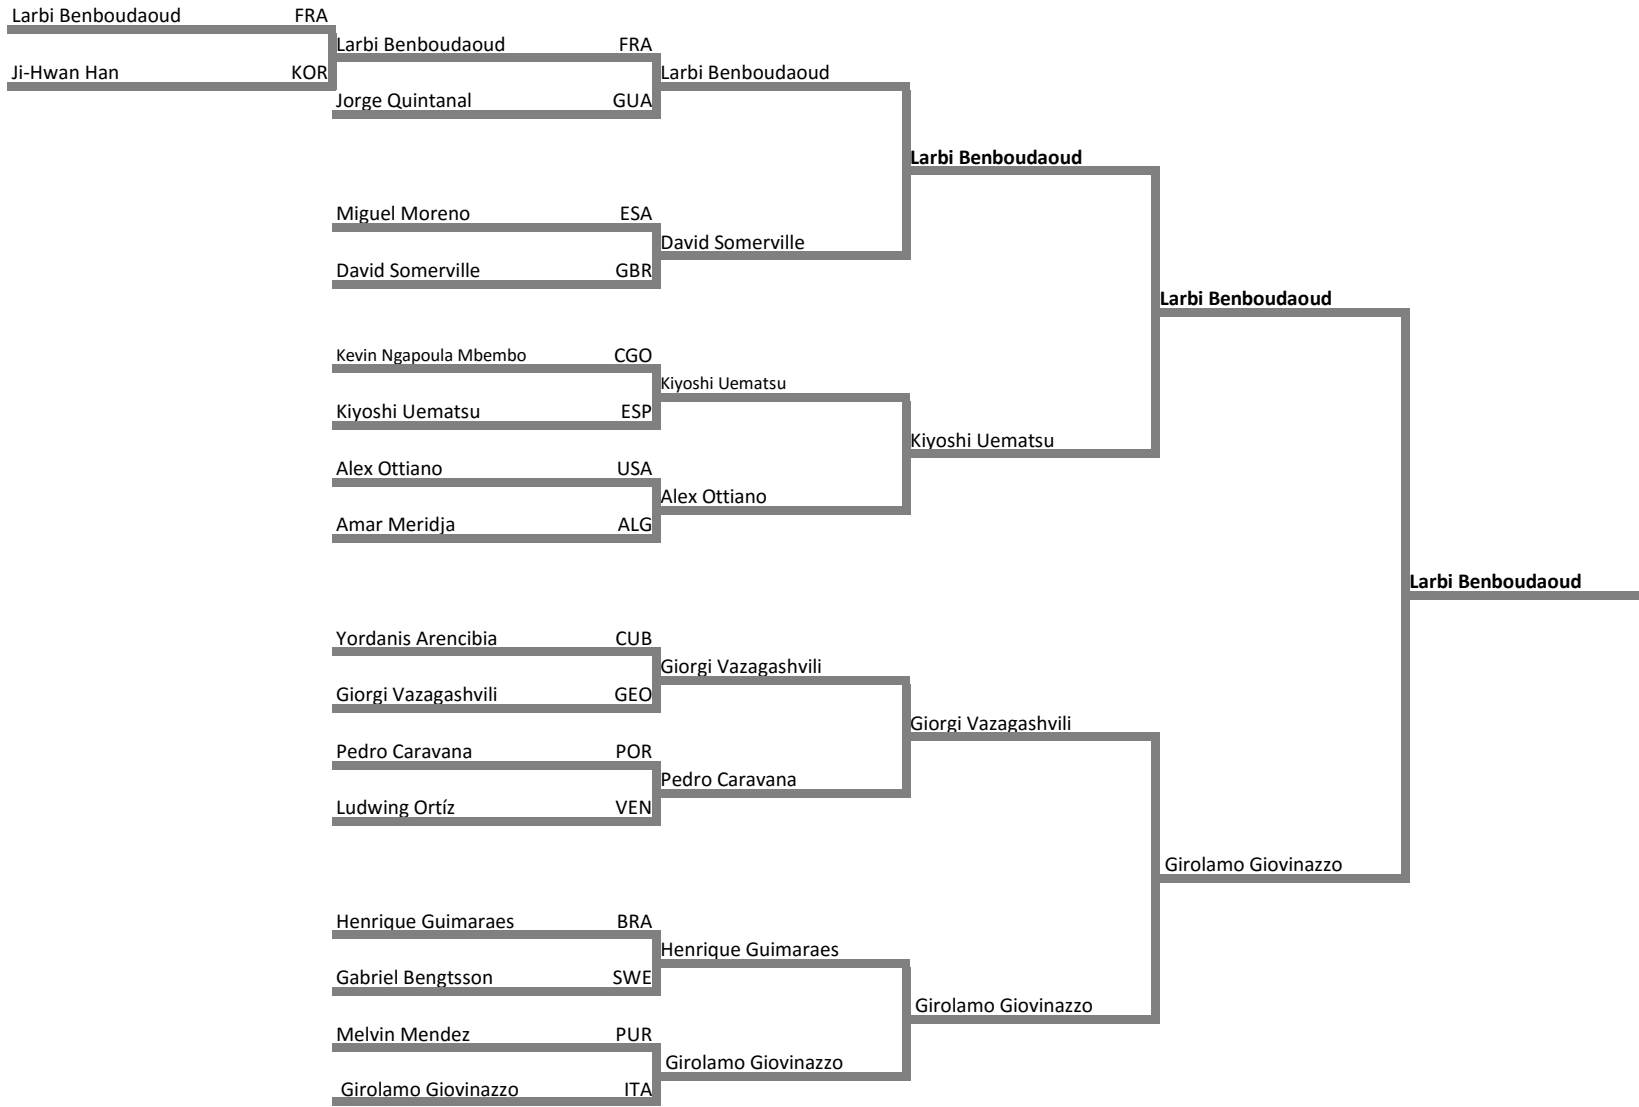 Larbi Benboudaoud FRA
Larbi Benboudaoud FRA
Ji-Hwan Han KOR
Larbi Benboudaoud
Jorge Quintanal GUA
Larbi Benboudaoud
Miguel Moreno ESA
David Somerville
David Somerville GBR
Larbi Benboudaoud
Kevin Ngapoula Mbembo CGO
Kiyoshi Uematsu
Kiyoshi Uematsu ESP
Kiyoshi Uematsu
Alex Ottiano USA
Alex Ottiano
Amar Meridja ALG
Larbi Benboudaoud
Yordanis Arencibia CUB
Giorgi Vazagashvili
Giorgi Vazagashvili GEO
Giorgi Vazagashvili
Pedro Caravana POR
Pedro Caravana
Ludwing Ortíz VEN
Girolamo Giovinazzo
Henrique Guimaraes BRA
Henrique Guimaraes
Gabriel Bengtsson SWE
Girolamo Giovinazzo
Melvin Mendez PUR
Girolamo Giovinazzo
Girolamo Giovinazzo ITA